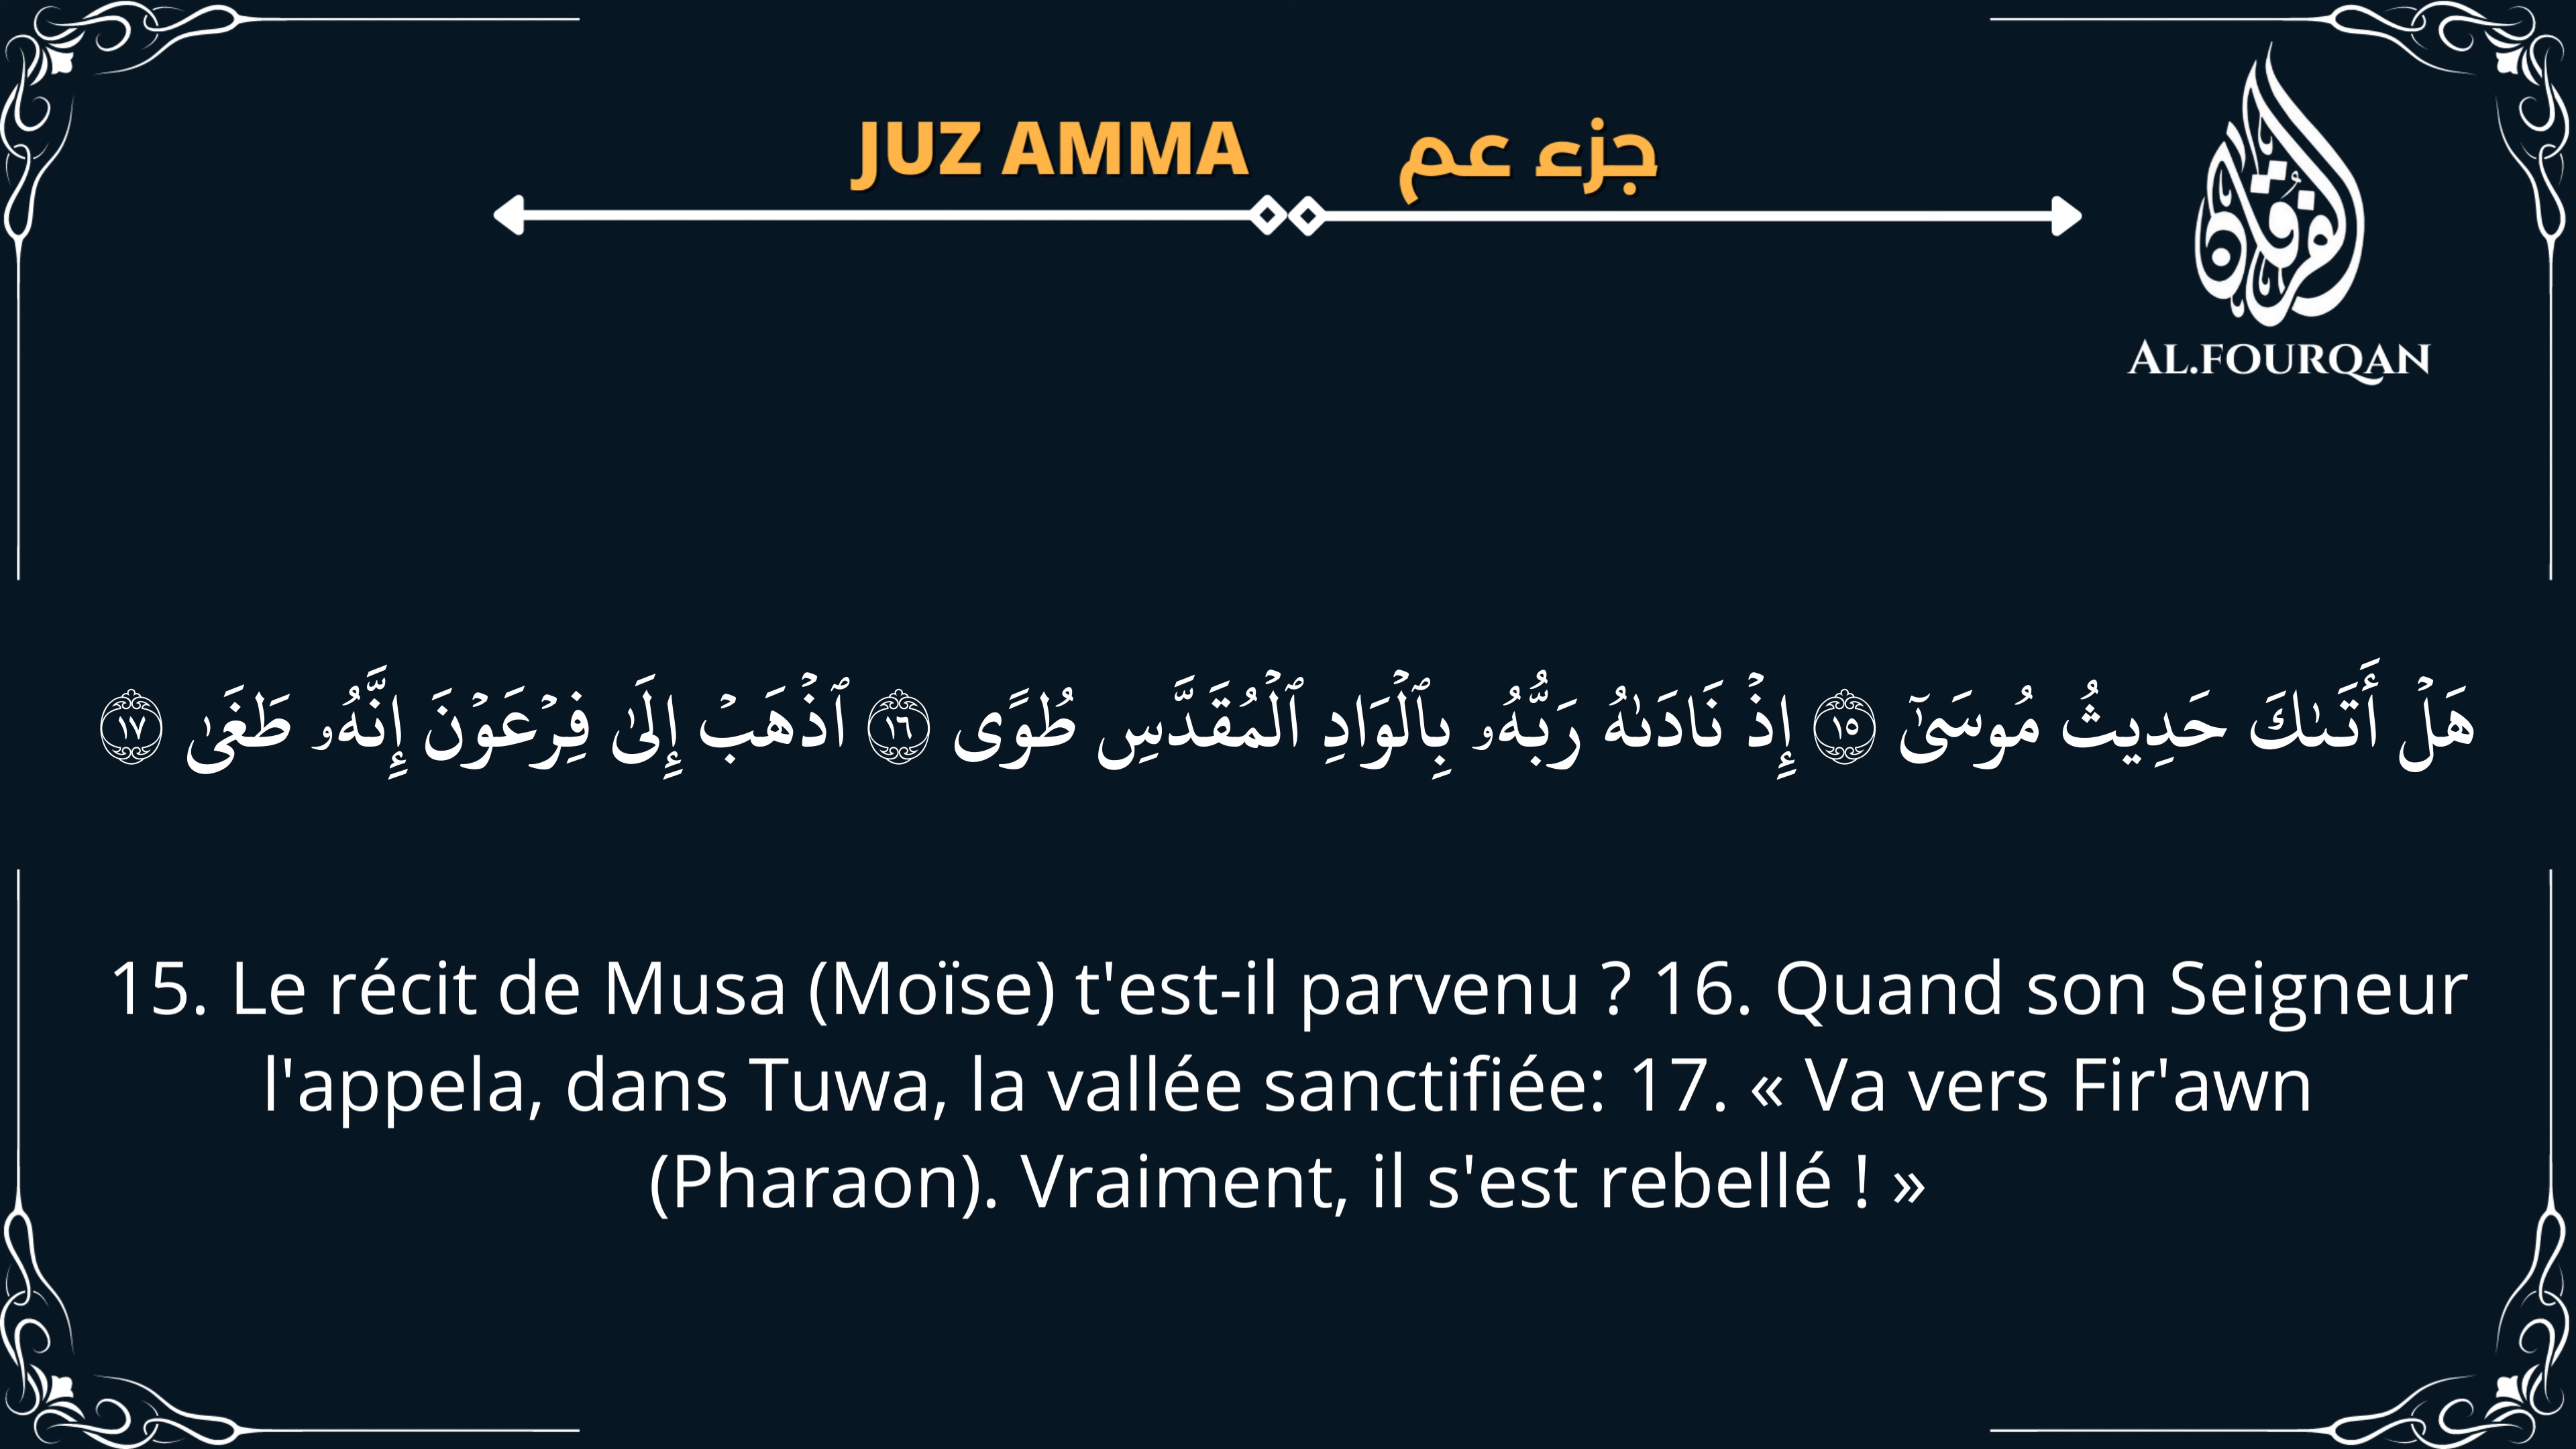 JUZ AMMA جزء عم
الفرقان
AL.FOURQAN
هَلۡ أَتَىٰكَ حَدِيثُ مُوسَىٰٓ ١٥ إِذۡ نَادَىٰهُ رَبُّهُۥ بِٱلۡوَادِ ٱلۡمُقَدَّسِ طُوًى ١٦ ٱذۡهَبۡ إِلَىٰ فِرۡعَوۡنَ إِنَّهُۥ طَغَىٰ ١٧
15. Le récit de Musa (Moïse) t'est-il parvenu ? 16. Quand son Seigneur
l'appela, dans Tuwa, la vallée sanctifiée: 17. « Va vers Fir'awn
(Pharaon). Vraiment, il s'est rebellé ! »